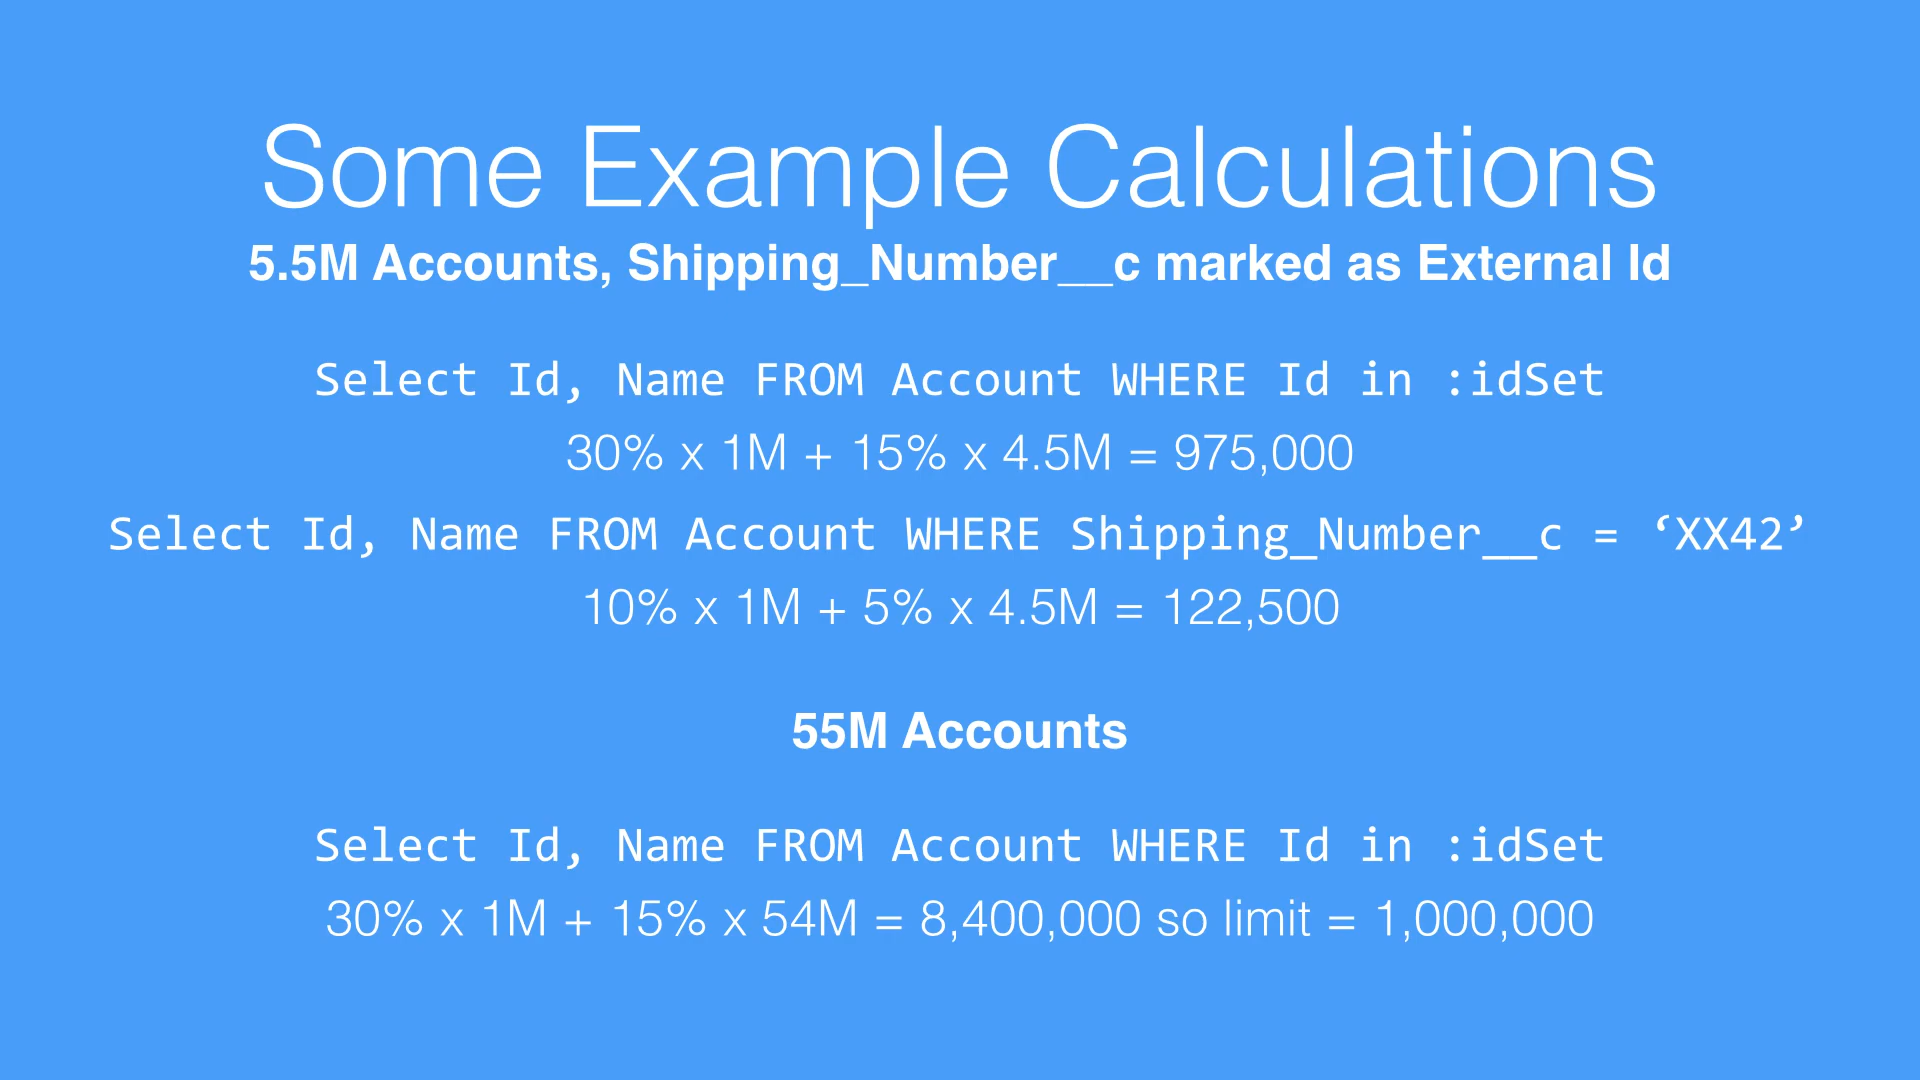 Some Example Calculations
5.5M Accounts, Shipping_Number__c marked as External Id
Select Id, Name FROM Account WHERE Id in :idSet
30% x 1M + 15% x 4.5M = 975,000
Select Id, Name FROM Account WHERE Shipping_Number__c = ‘XX42’
10% x 1M + 5% x 4.5M = 122,500
55M Accounts
Select Id, Name FROM Account WHERE Id in :idSet
30% x 1M + 15% x 54M = 8,400,000 so limit = 1,000,000